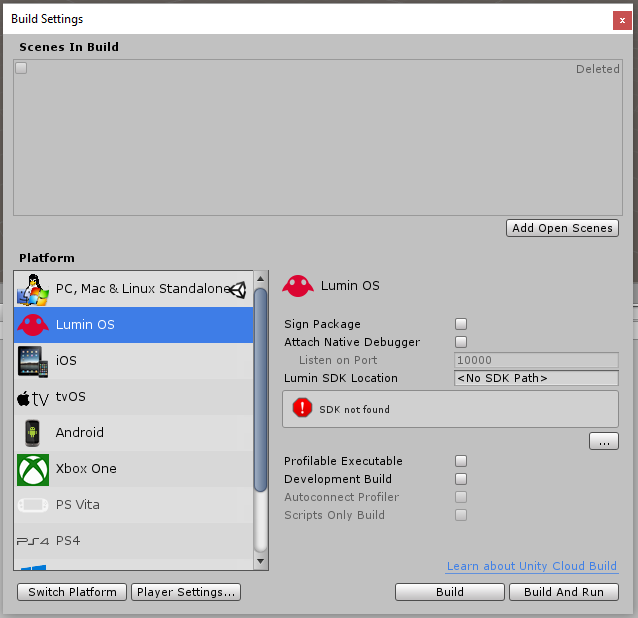 Build Settings
x
Scenes In Build
Deleted
Add Open Scenes
Platform
PC, Mac & Linux Standalone
Lumin OS
iOS
tv
tvOS
Android
Xbox One
PS Vita
PS4
PS4
Lumin OS
Sign Package
Attach Native Debugger
Listen on Port
10000
Lumin SDK Location
<No SDK Path>
!
SDK not found
...
Profilable Executable
Development Build
Autoconnect Profiler
Scripts Only Build
Learn about Unity Cloud Build
Switch Platform
Player Settings...
Build
Build And Run